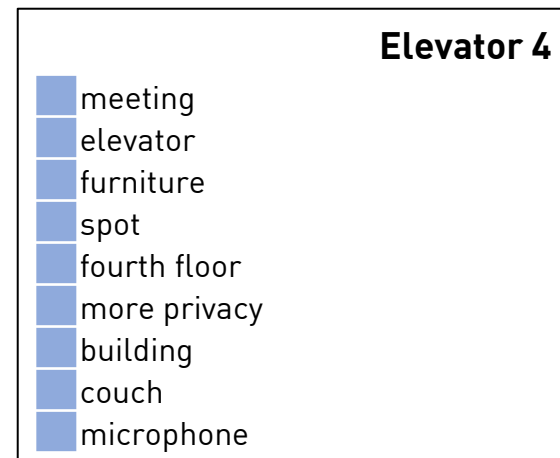 Elevator 4
meeting
elevator
furniture
spot
fourth floor
more privacy
building
couch
microphone